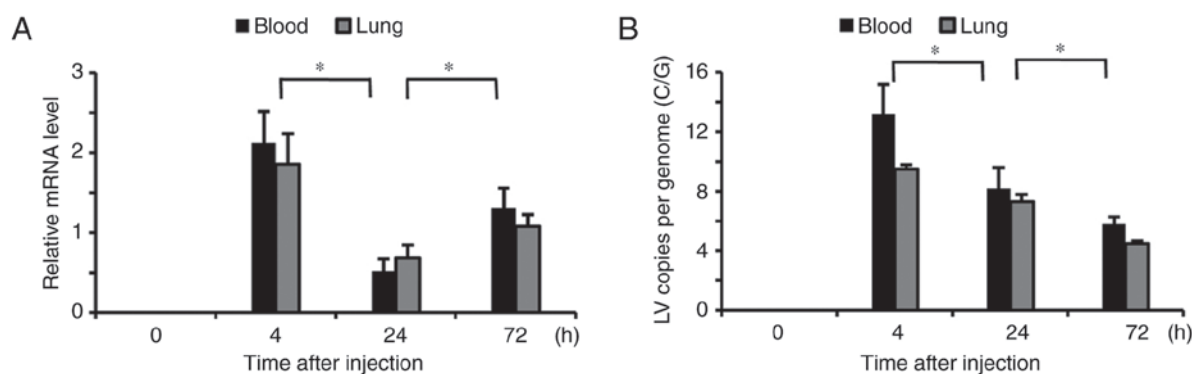 A
Blood Lung
*
*
3
2
1
0
Relative mRNA level
0 4 24 72 (h)
Time after injection
B
Blood Lung
*
*
16
12
8
4
0
LV copies per genome (C/G)
0 4 24 72 (h)
Time after injection